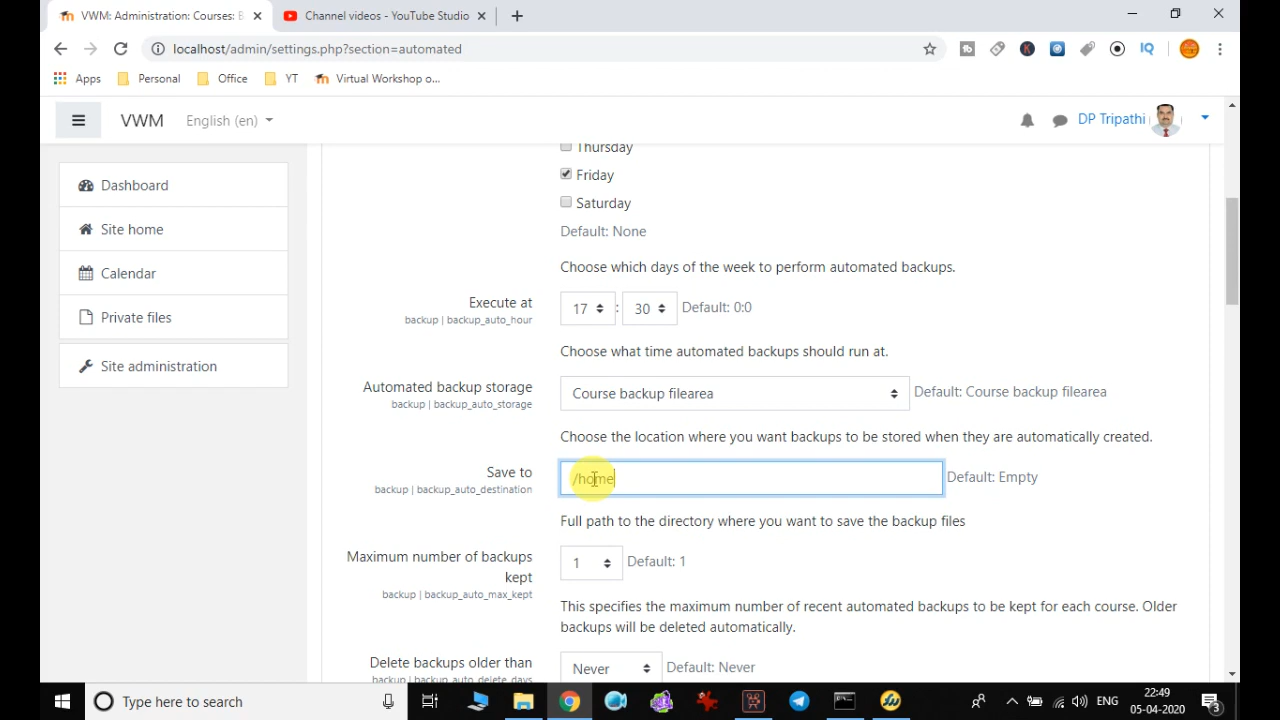 VWM: Administration: Courses: B
Channel videos - YouTube Studio
localhost/admin/settings.php?section=automated
IQ
Apps
Personal
Office
YT
Virtual Workshop o...
VWM
English (en)
DP Tripathi
Dashboard
Site home
Calendar
Private files
Site administration
Thursday
Friday
Saturday
Default: None
Choose which days of the week to perform automated backups.
Execute at
backup | backup_auto_hour
17 : 30 Default: 0:0
Choose what time automated backups should run at.
Automated backup storage
backup | backup_auto_storage
Course backup filearea
Default: Course backup filearea
Choose the location where you want backups to be stored when they are automatically created.
Save to
backup | backup_auto_destination
/home
Default: Empty
Full path to the directory where you want to save the backup files
Maximum number of backups
kept
backup | backup_auto_max_kept
1 Default: 1
This specifies the maximum number of recent automated backups to be kept for each course. Older
backups will be deleted automatically.
Delete backups older than
backup | backup_auto_delete_days
Never Default: Never
Type here to search
ENG
22:49
05-04-2020
3